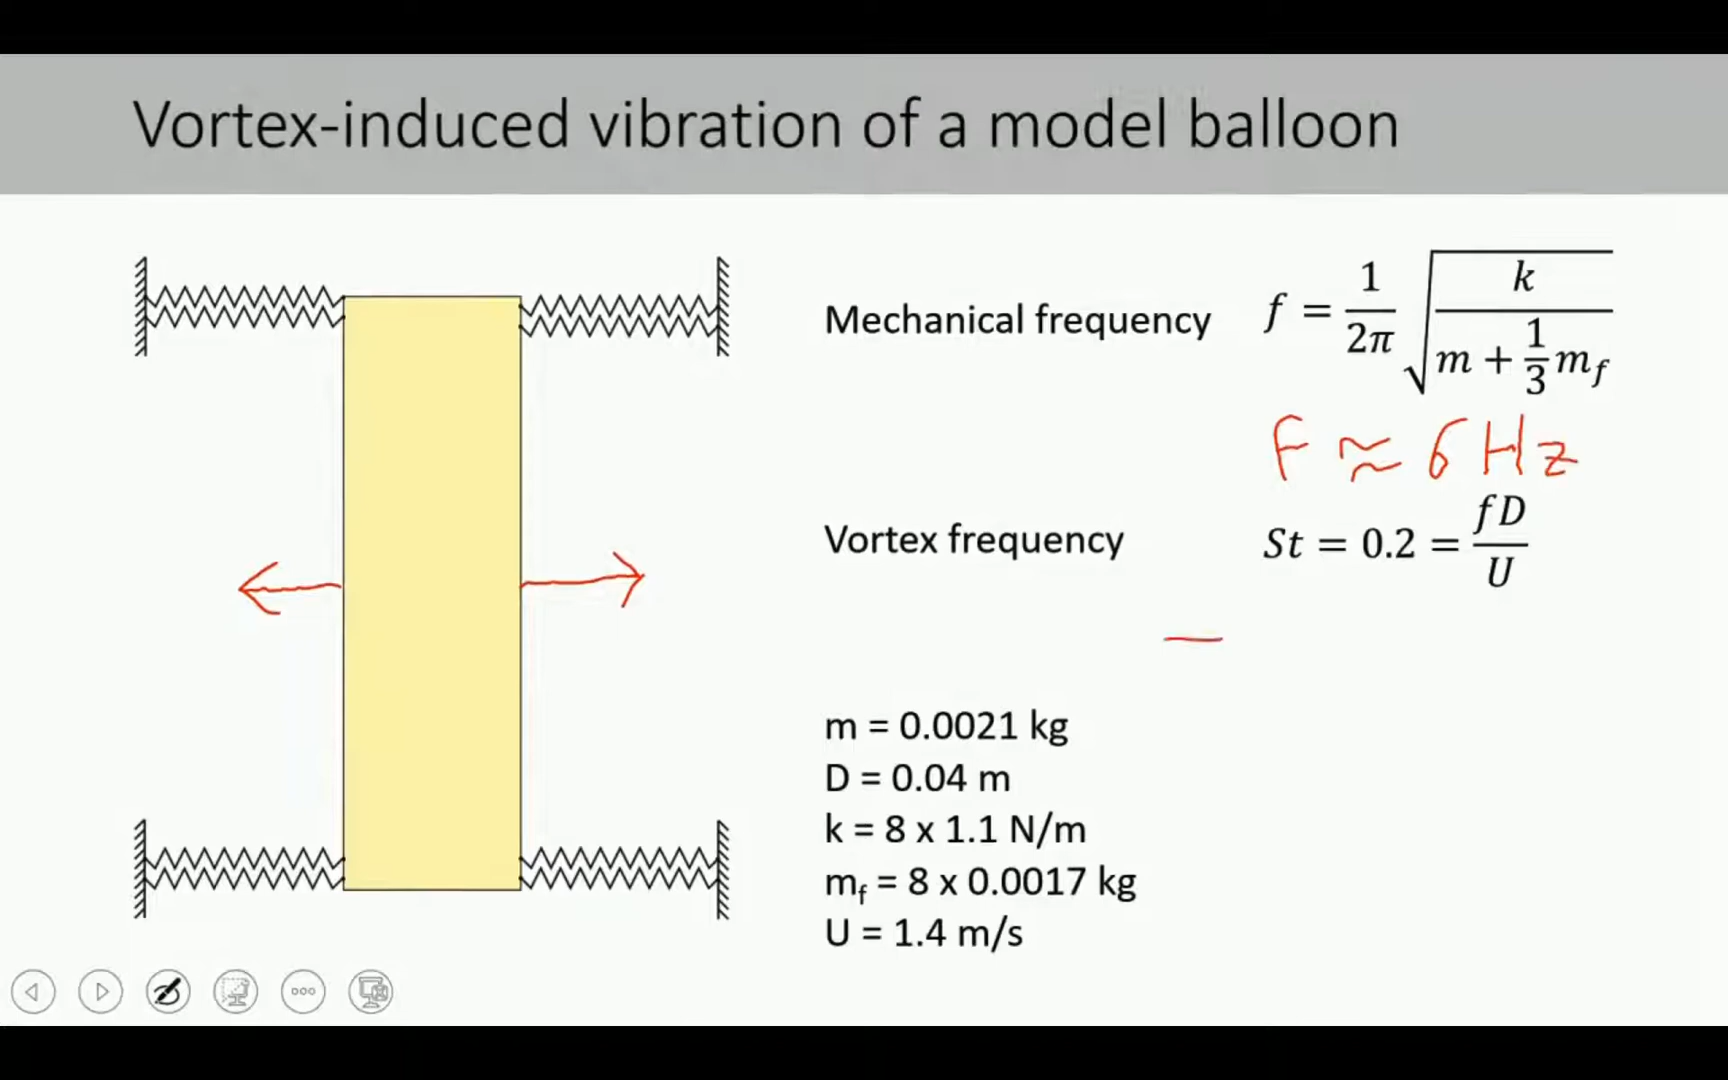 Vortex-induced vibration of a model balloon
Mechanical frequency f = 1/2π √(k/(m + 1/3 m_f))
F ≈ 6 Hz
Vortex frequency St = 0.2 = fD/U
m = 0.0021 kg
D = 0.04 m
k = 8 x 1.1 N/m
m_f = 8 x 0.0017 kg
U = 1.4 m/s